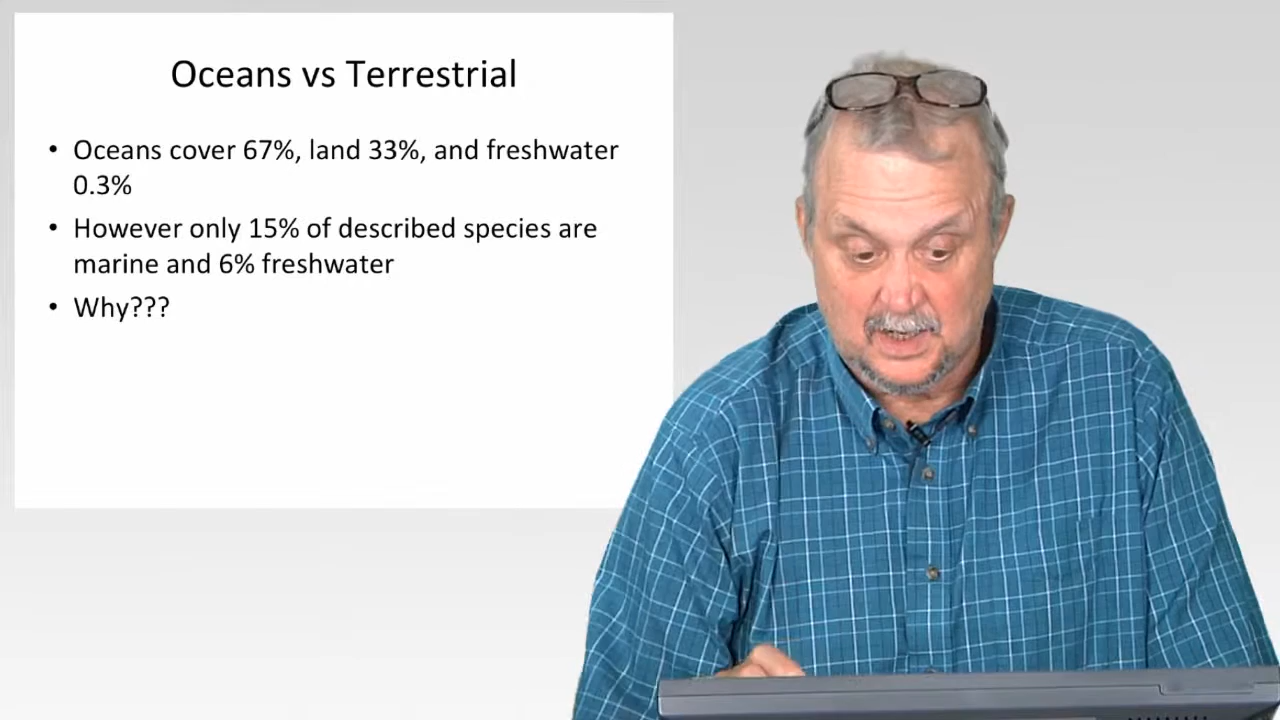 Oceans vs Terrestrial
• Oceans cover 67%, land 33%, and freshwater
0.3%
• However only 15% of described species are
marine and 6% freshwater
• Why???